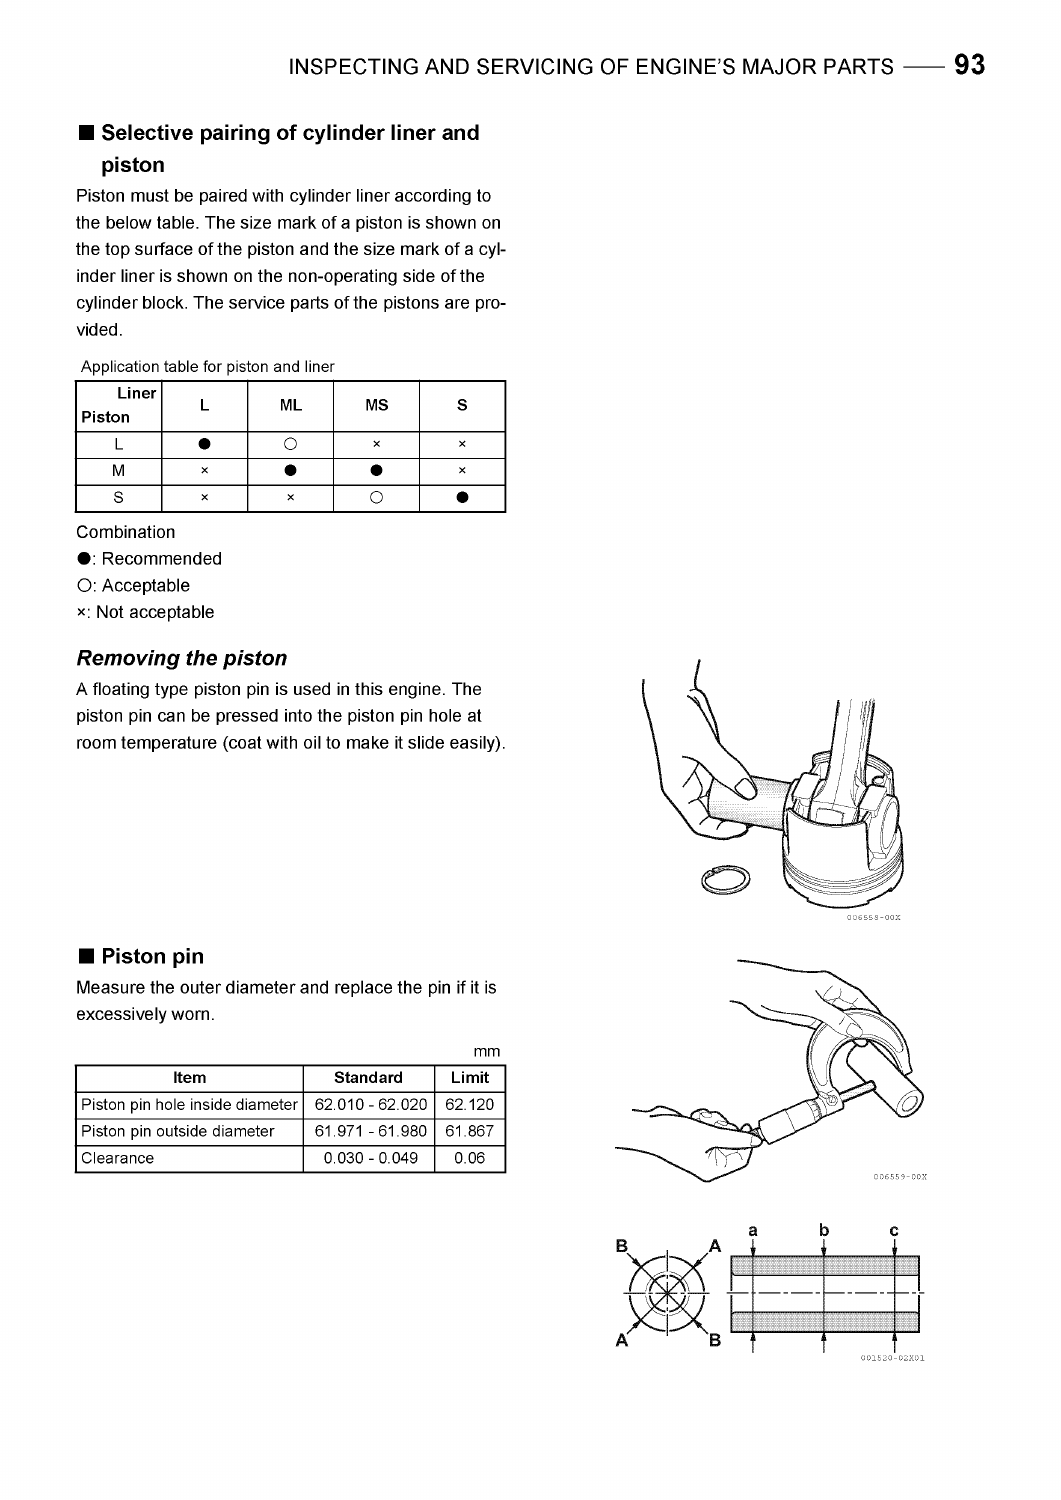 INSPECTING AND SERVICING OF ENGINE'S MAJOR PARTS — 93
■ Selective pairing of cylinder liner and
piston
Piston must be paired with cylinder liner according to
the below table. The size mark of a piston is shown on
the top surface of the piston and the size mark of a cyl-
inder liner is shown on the non-operating side of the
cylinder block. The service parts of the pistons are pro-
vided.
Application table for piston and liner
Liner
Piston L ML MS S
L ● ○ × ×
M × ● ● ×
S × × ○ ●
Combination
●: Recommended
○: Acceptable
×: Not acceptable
Removing the piston
A floating type piston pin is used in this engine. The
piston pin can be pressed into the piston pin hole at
room temperature (coat with oil to make it slide easily).
006558-00X
■ Piston pin
Measure the outer diameter and replace the pin if it is
excessively worn.
mm
Item Standard Limit
Piston pin hole inside diameter 62.010 - 62.020 62.120
Piston pin outside diameter 61.971 - 61.980 61.867
Clearance 0.030 - 0.049 0.06
006559-00X
a b c
B A
A B
001530-02X01